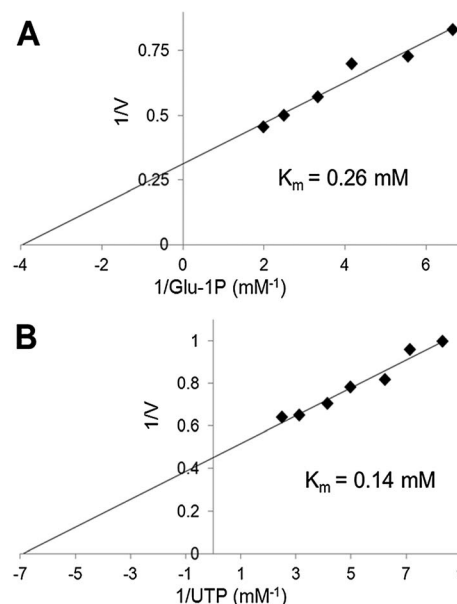 A
0.75
0.5
0.25
0
1/V
Km = 0.26 mM
-4 -2 0 2 4 6
1/Glu-1P (mM-1)
B
1
0.8
0.6
0.4
0.2
0
1/V
Km = 0.14 mM
-7 -5 -3 -1 1 3 5 7 9
1/UTP (mM-1)